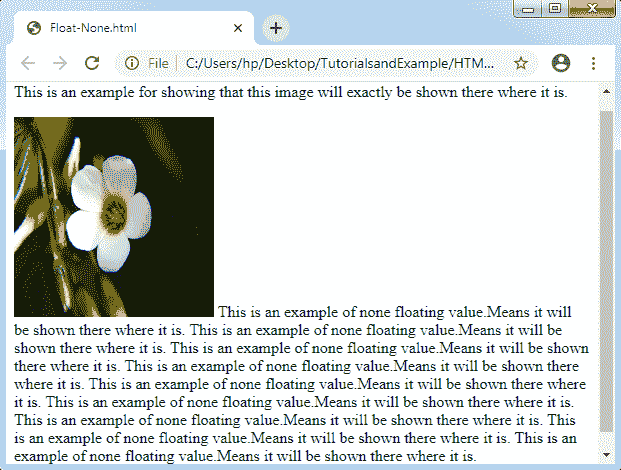 Float-None.html
File
C:/Users/hp/Desktop/TutorialsandExample/HTM...
This is an example for showing that this image will exactly be shown there where it is.
This is an example of none floating value.Means it will
be shown there where it is. This is an example of none floating value.Means it will be
shown there where it is. This is an example of none floating value.Means it will be shown
there where it is. This is an example of none floating value.Means it will be shown there
where it is. This is an example of none floating value.Means it will be shown there where
it is. This is an example of none floating value.Means it will be shown there where it is.
This is an example of none floating value.Means it will be shown there where it is. This
is an example of none floating value.Means it will be shown there where it is. This is an
example of none floating value.Means it will be shown there where it is.